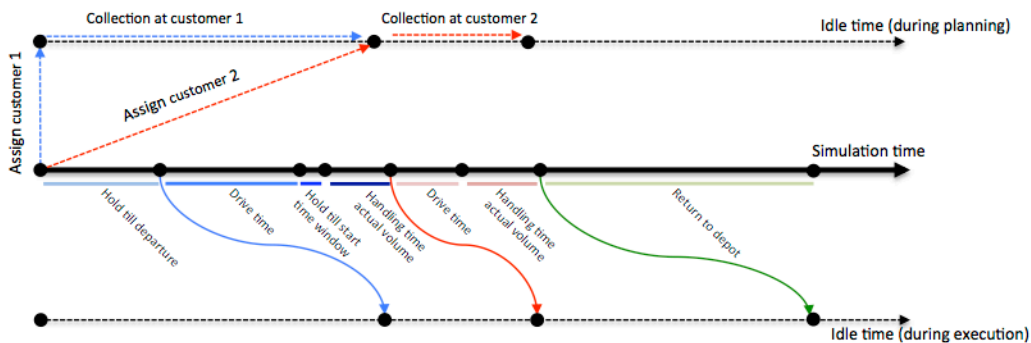 Collection at customer 1
Collection at customer 2
Idle time (during planning)
Assign customer 1
Assign customer 2
Simulation time
Hold till departure
Drive time
Hold till start
time window
Handling time
actual volume
Drive time
Handling time
actual volume
Return to depot
Idle time (during execution)